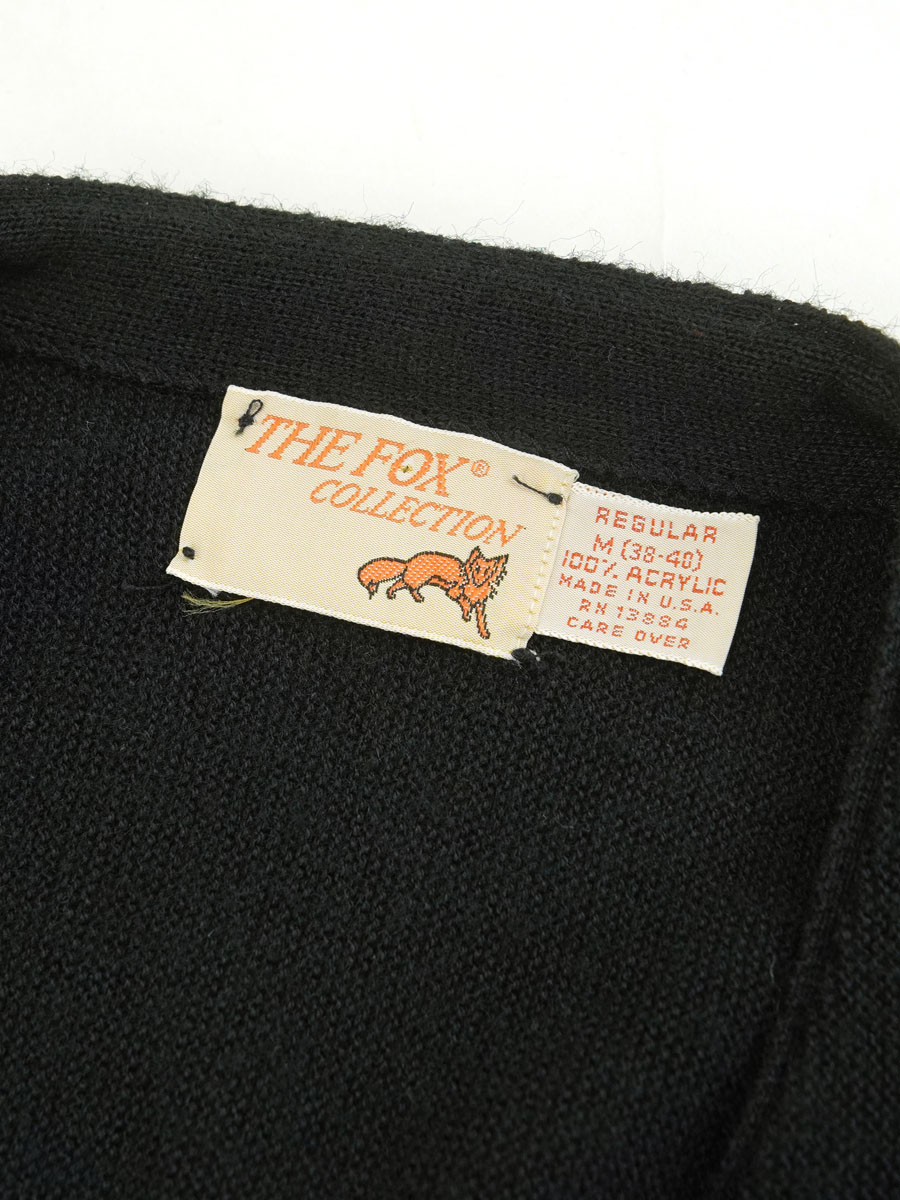 THE FOX®
COLLECTION
REGULAR
M (38-40)
100% ACRYLIC
MADE IN U.S.A.
RN 13884
CARE OVER